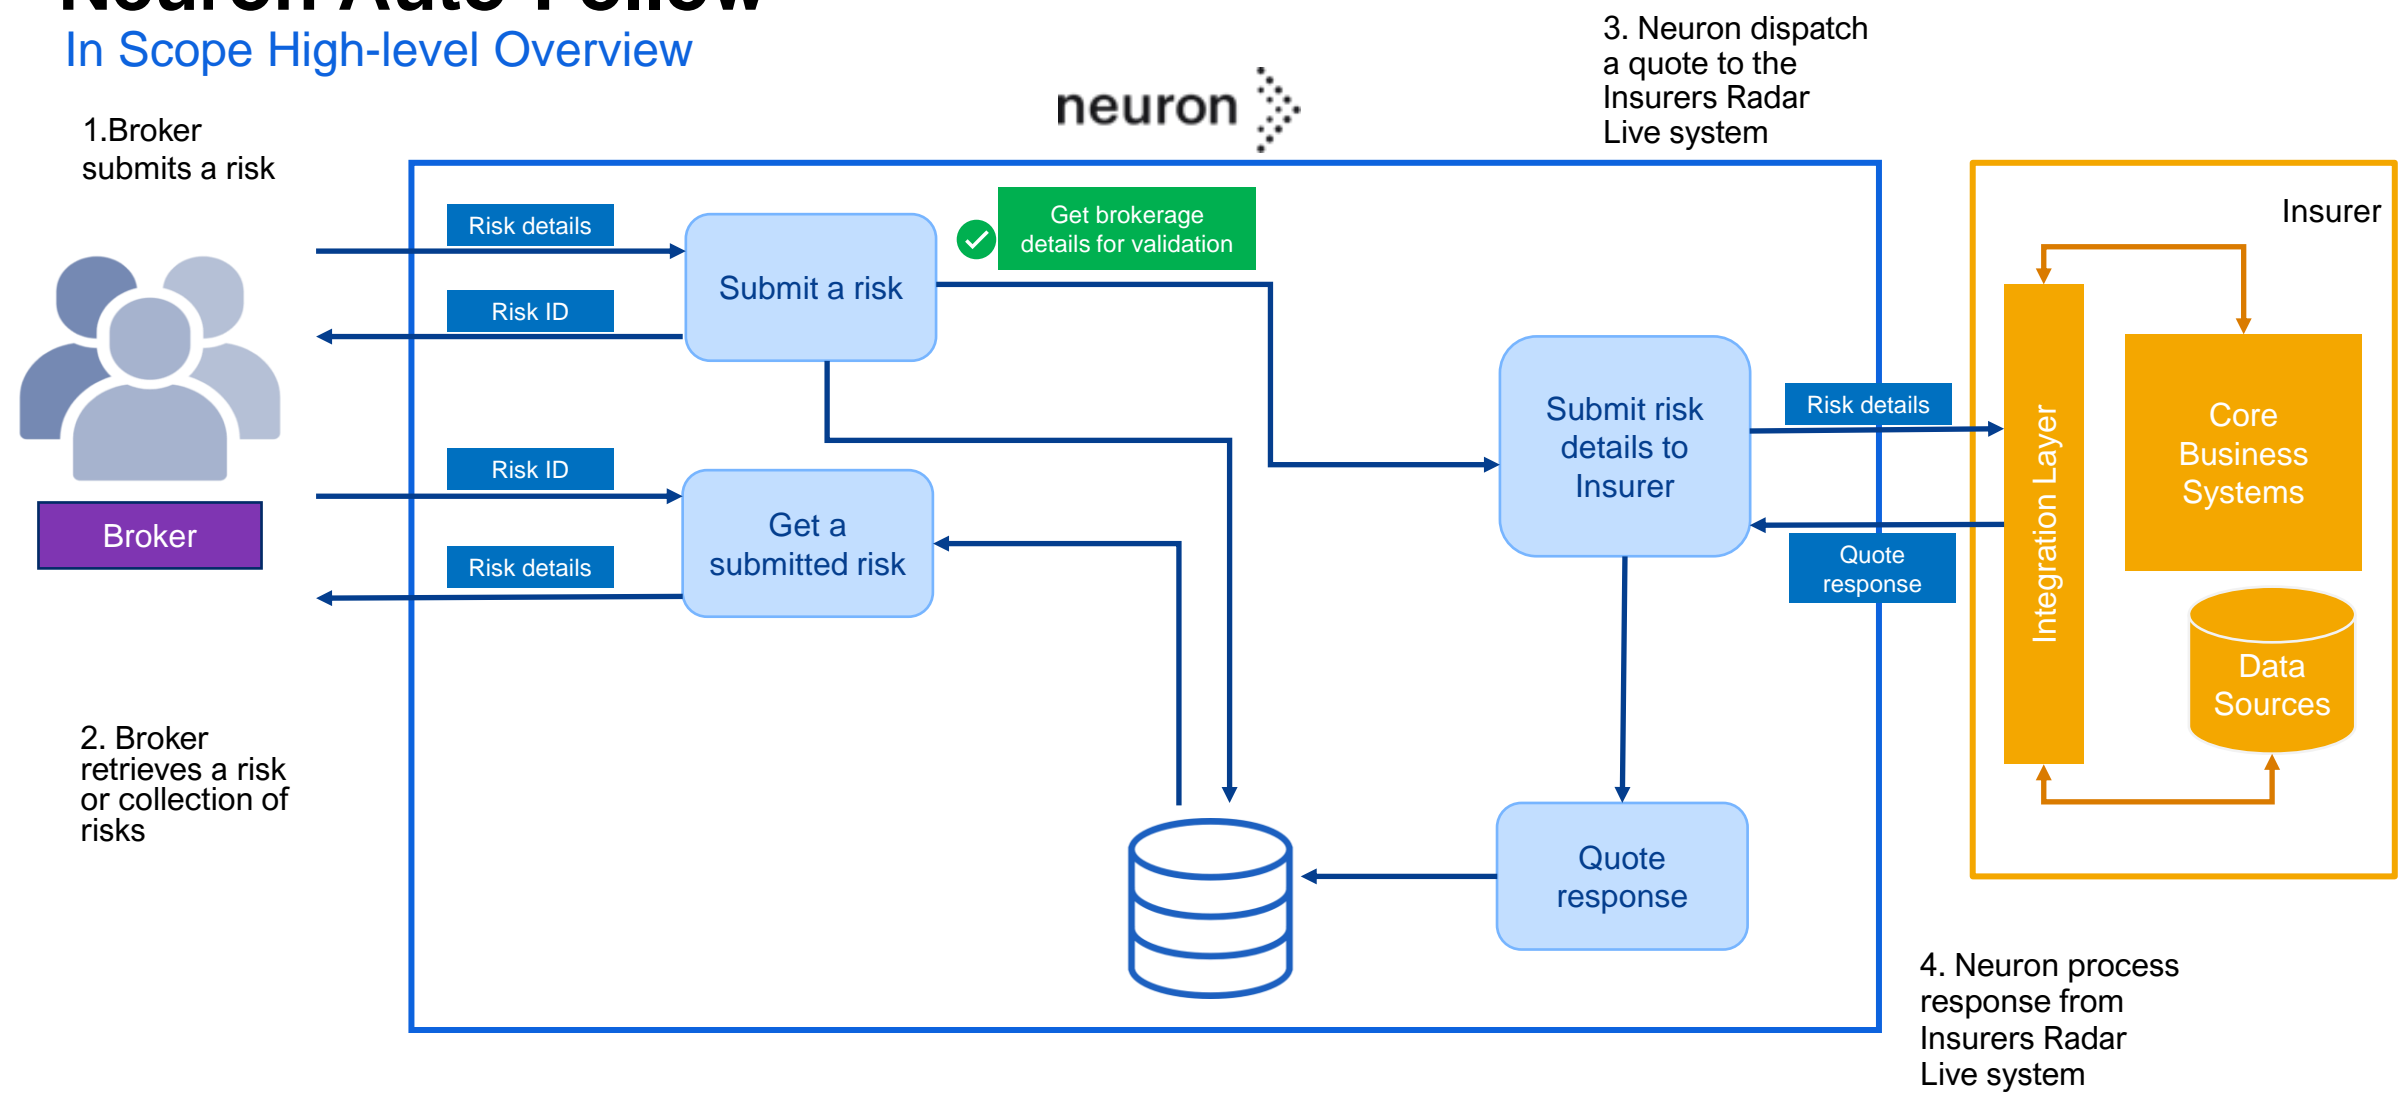 Neuron Auto Follow
In Scope High-level Overview
neuron
3. Neuron dispatch
a quote to the
Insurers Radar
Live system
1.Broker
submits a risk
Risk details
Submit a risk
Risk ID
Get brokerage
details for validation
Broker
Risk ID
Get a
submitted risk
Risk details
Submit risk
details to
Insurer
Risk details
Quote
response
Insurer
Integration Layer
Core
Business
Systems
Data
Sources
2. Broker
retrieves a risk
or collection of
risks
Quote
response
4. Neuron process
response from
Insurers Radar
Live system